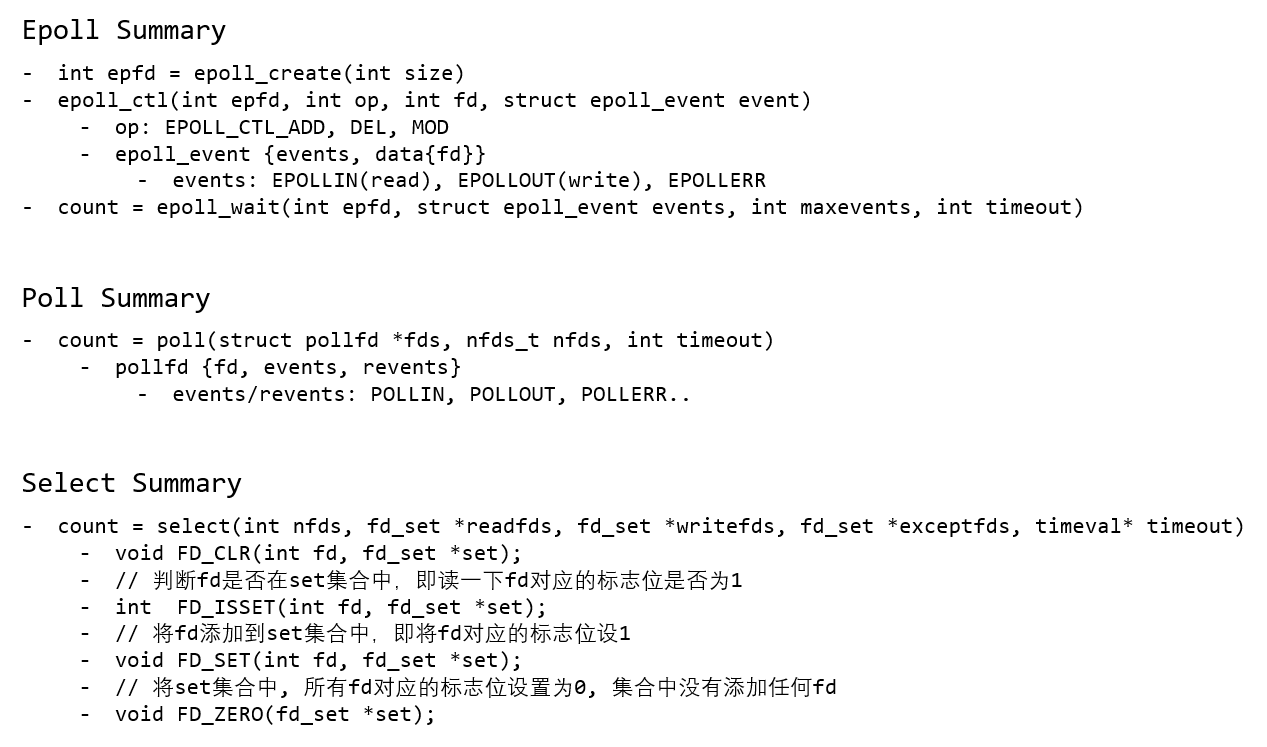 Epoll Summary
- int epfd = epoll_create(int size)
- epoll_ctl(int epfd, int op, int fd, struct epoll_event event)
- op: EPOLL_CTL_ADD, DEL, MOD
- epoll_event {events, data{fd}}
- events: EPOLLIN(read), EPOLLOUT(write), EPOLLERR
- count = epoll_wait(int epfd, struct epoll_event events, int maxevents, int timeout)
Poll Summary
- count = poll(struct pollfd *fds, nfds_t nfds, int timeout)
- pollfd {fd, events, revents}
- events/revents: POLLIN, POLLOUT, POLLERR..
Select Summary
- count = select(int nfds, fd_set *readfds, fd_set *writefds, fd_set *exceptfds, timeval* timeout)
- void FD_CLR(int fd, fd_set *set);
- // 判断fd是否在set集合中，即读一下fd对应的标志位是否为1
- int  FD_ISSET(int fd, fd_set *set);
- // 将fd添加到set集合中，即将fd对应的标志位设1
- void FD_SET(int fd, fd_set *set);
- // 将set集合中, 所有fd对应的标志位设置为0, 集合中没有添加任何fd
- void FD_ZERO(fd_set *set);